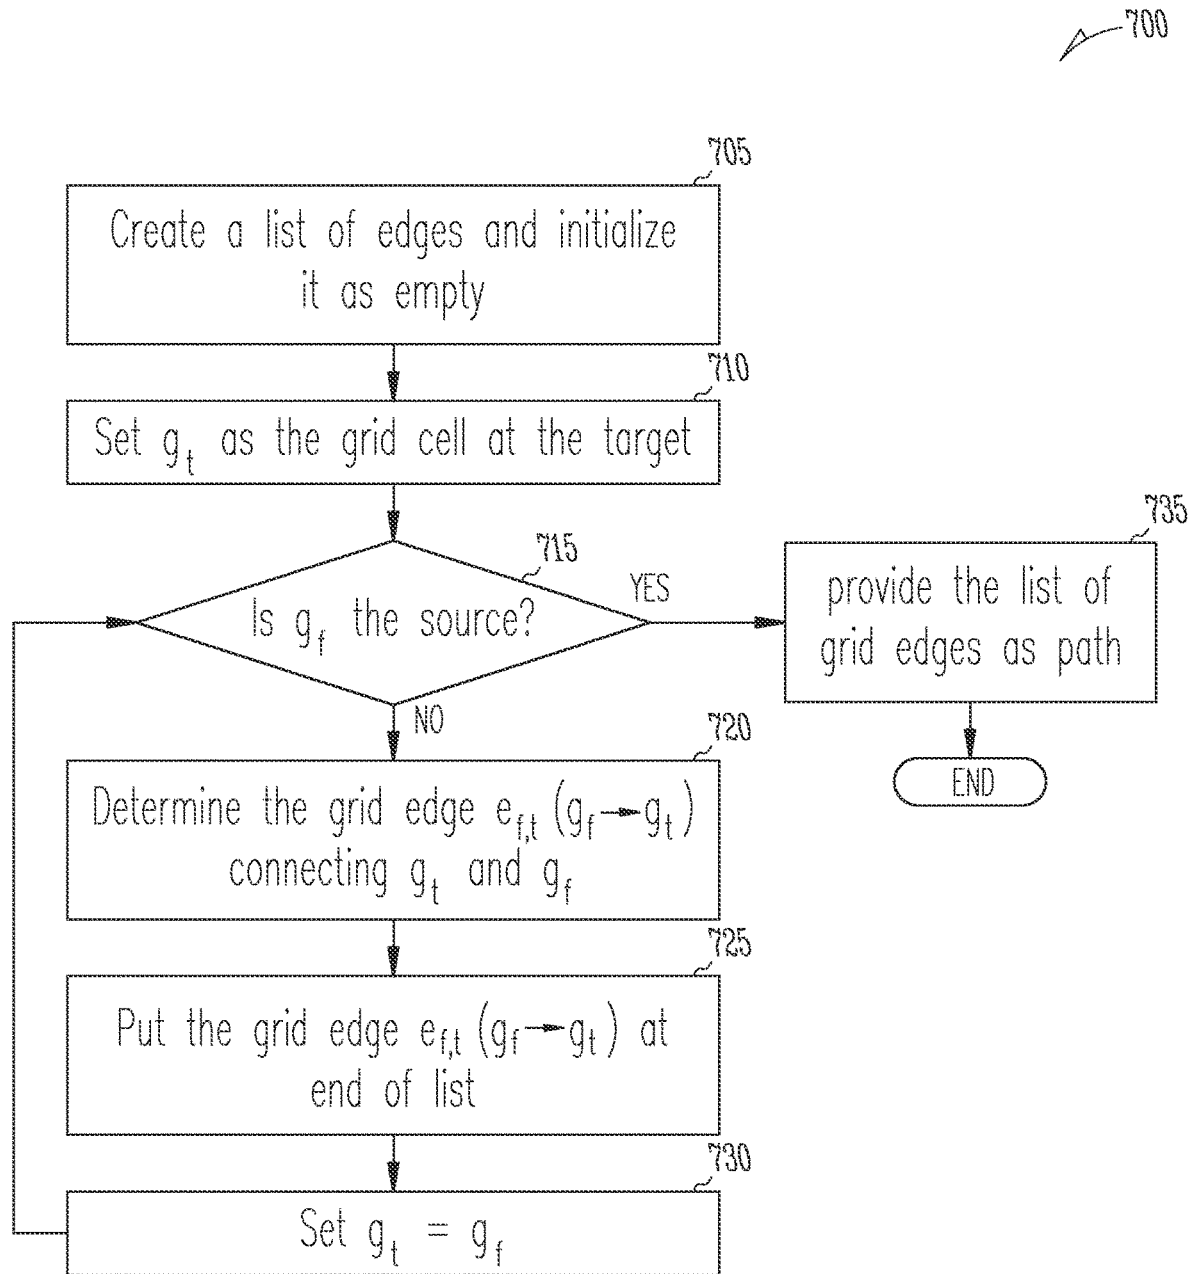 700
705
Create a list of edges and initialize
it as empty
710
Set g_t as the grid cell at the target
715
Is g_f the source?
YES
735
provide the list of
grid edges as path
END
NO
720
Determine the grid edge e_{f,t} (g_f → g_t)
connecting g_t and g_f
725
Put the grid edge e_{f,t} (g_f → g_t) at
end of list
730
Set g_t = g_f